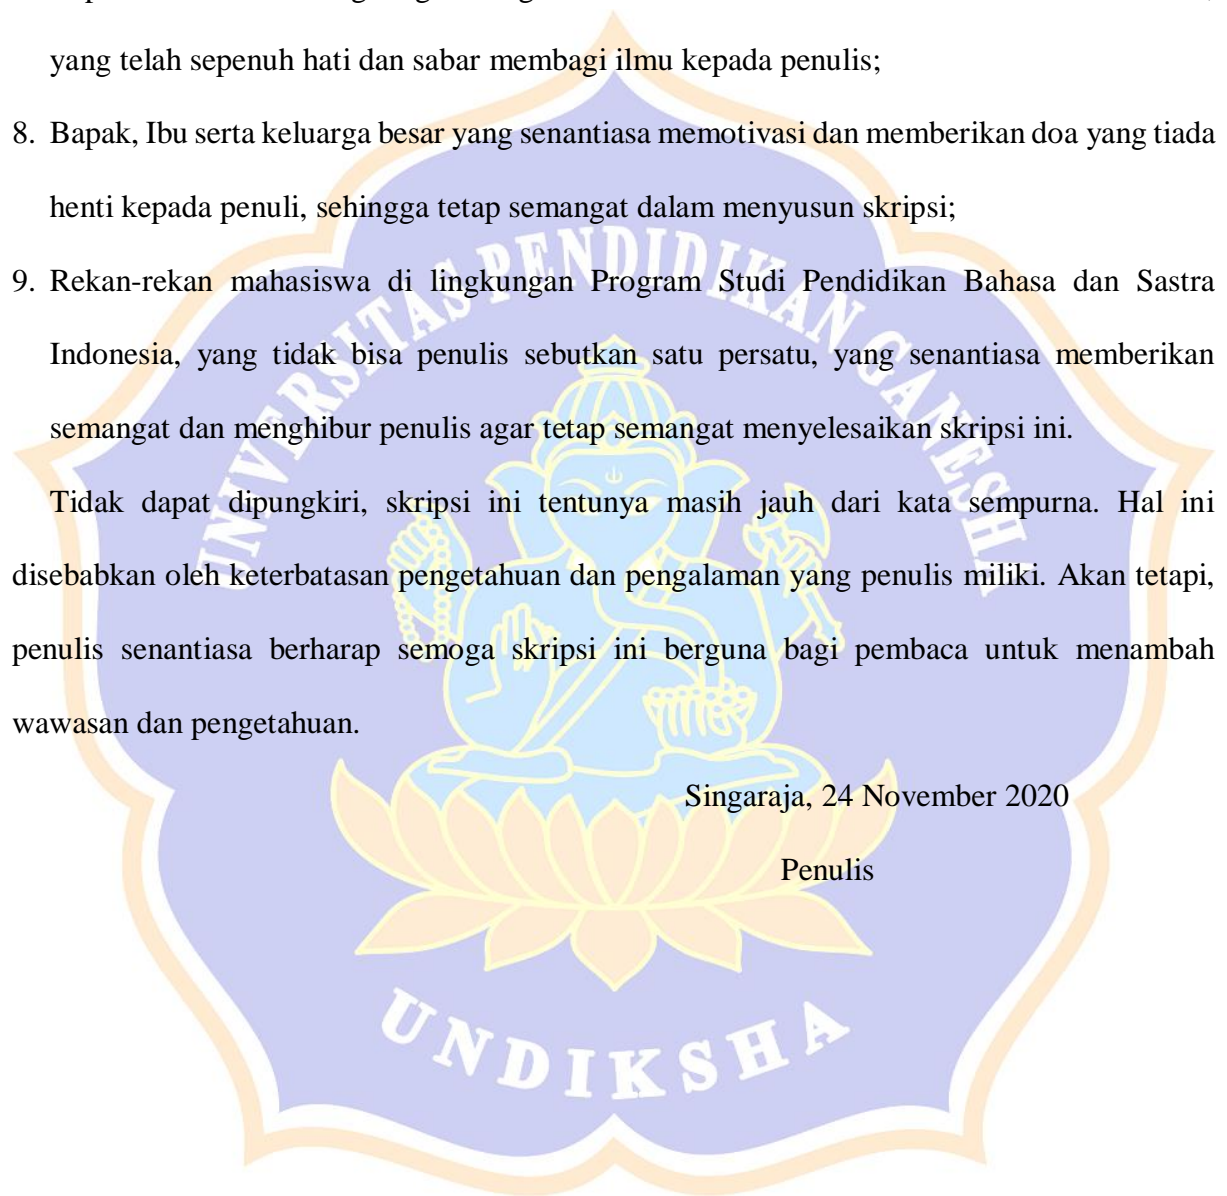 yang telah sepenuh hati dan sabar membagi ilmu kepada penulis;
8. Bapak, Ibu serta keluarga besar yang senantiasa memotivasi dan memberikan doa yang tiada
henti kepada penuli, sehingga tetap semangat dalam menyusun skripsi;
9. Rekan-rekan mahasiswa di lingkungan Program Studi Pendidikan Bahasa dan Sastra
Indonesia, yang tidak bisa penulis sebutkan satu persatu, yang senantiasa memberikan
semangat dan menghibur penulis agar tetap semangat menyelesaikan skripsi ini.
Tidak dapat dipungkiri, skripsi ini tentunya masih jauh dari kata sempurna. Hal ini
disebabkan oleh keterbatasan pengetahuan dan pengalaman yang penulis miliki. Akan tetapi,
penulis senantiasa berharap semoga skripsi ini berguna bagi pembaca untuk menambah
wawasan dan pengetahuan.
Singaraja, 24 November 2020
Penulis
UNIVERSITAS PENDIDIKAN GANESHA
UNDIKSHA